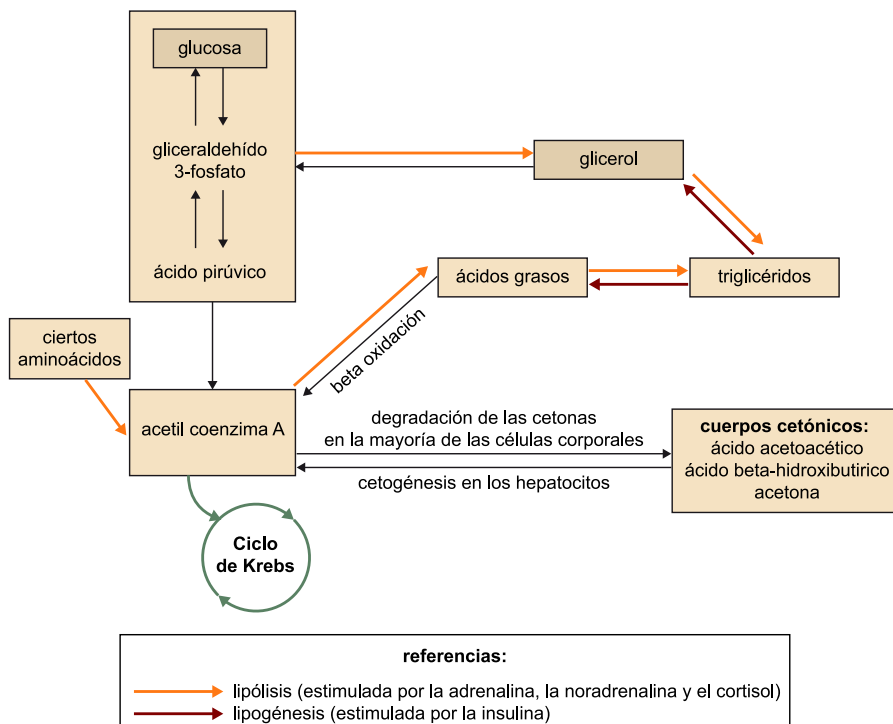 glucosa
gliceraldehído
3-fosfato
ácido pirúvico
glicerol
ácidos grasos
triglicéridos
beta oxidación
ciertos
aminoácidos
acetil coenzima A
degradación de las cetonas
en la mayoría de las células corporales
cetogénesis en los hepatocitos
cuerpos cetónicos:
ácido acetoacético
ácido beta-hidroxibutirico
acetona
Ciclo
de Krebs
referencias:
lipólisis (estimulada por la adrenalina, la noradrenalina y el cortisol)
lipogénesis (estimulada por la insulina)